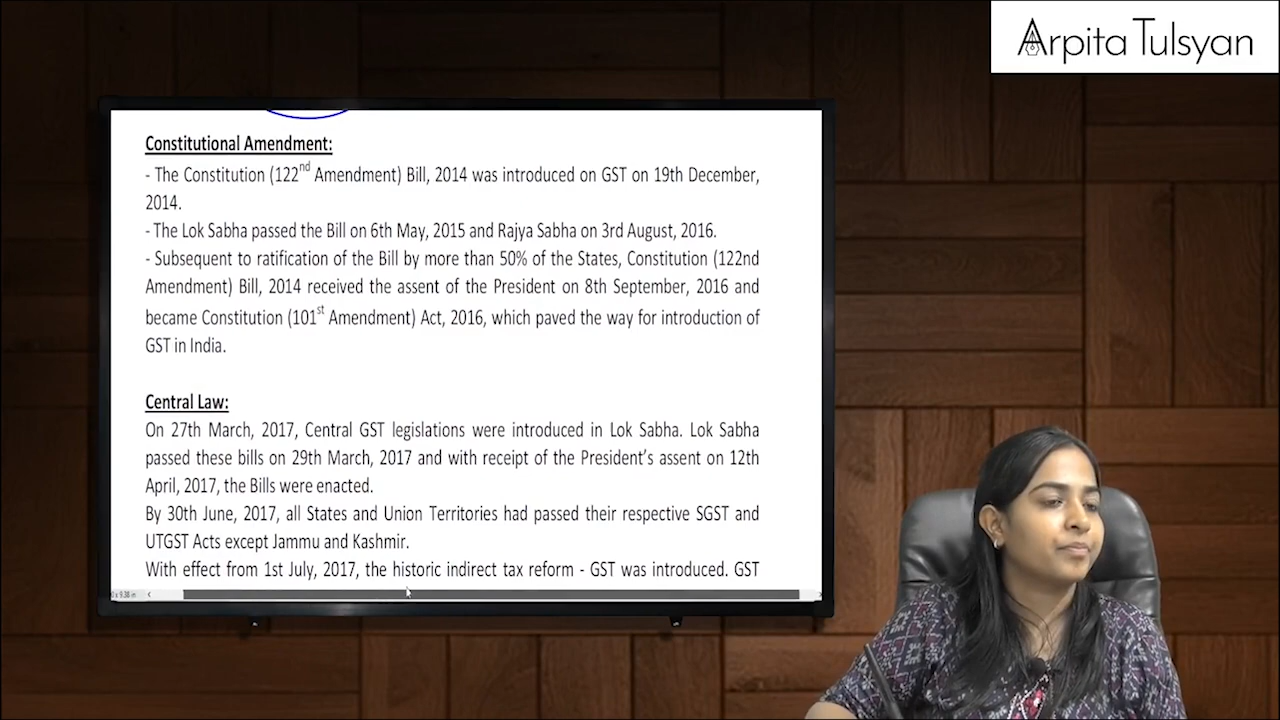 Arpita Tulsyan
Constitutional Amendment:
- The Constitution (122nd Amendment) Bill, 2014 was introduced on GST on 19th December,
2014.
- The Lok Sabha passed the Bill on 6th May, 2015 and Rajya Sabha on 3rd August, 2016.
- Subsequent to ratification of the Bill by more than 50% of the States, Constitution (122nd
Amendment) Bill, 2014 received the assent of the President on 8th September, 2016 and
became Constitution (101st Amendment) Act, 2016, which paved the way for introduction of
GST in India.
Central Law:
On 27th March, 2017, Central GST legislations were introduced in Lok Sabha. Lok Sabha
passed these bills on 29th March, 2017 and with receipt of the President's assent on 12th
April, 2017, the Bills were enacted.
By 30th June, 2017, all States and Union Territories had passed their respective SGST and
UTGST Acts except Jammu and Kashmir.
With effect from 1st July, 2017, the historic indirect tax reform - GST was introduced. GST